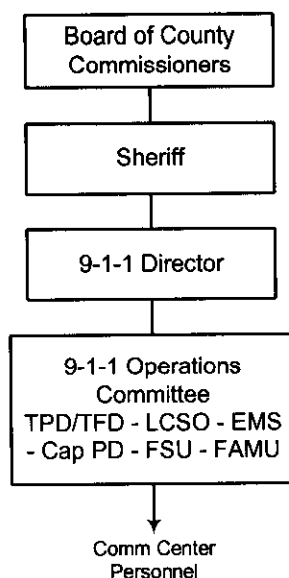 Board of County
Commissioners
Sheriff
9-1-1 Director
9-1-1 Operations
Committee
TPD/TFD - LCSO - EMS
- Cap PD - FSU - FAMU
Comm Center
Personnel